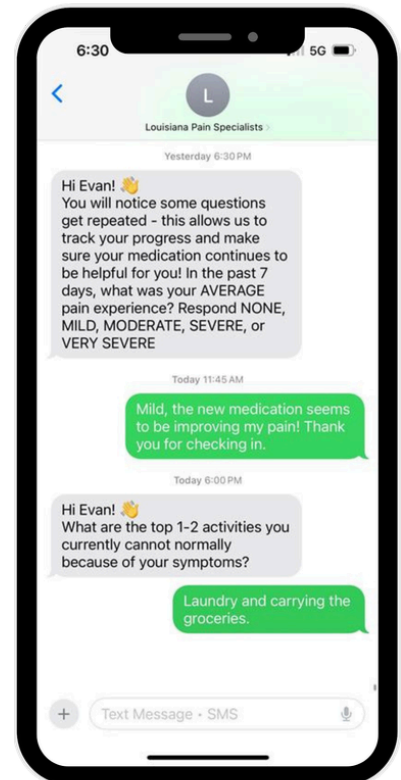 6:30
5G
L
Louisiana Pain Specialists
Yesterday 6:30 PM
Hi Evan! 👋
You will notice some questions
get repeated - this allows us to
track your progress and make
sure your medication continues to
be helpful for you! In the past 7
days, what was your AVERAGE
pain experience? Respond NONE,
MILD, MODERATE, SEVERE, or
VERY SEVERE
Today 11:45 AM
Mild, the new medication seems
to be improving my pain! Thank
you for checking in.
Today 6:00 PM
Hi Evan! 👋
What are the top 1-2 activities you
currently cannot normally
because of your symptoms?
Laundry and carrying the
groceries.
Text Message • SMS